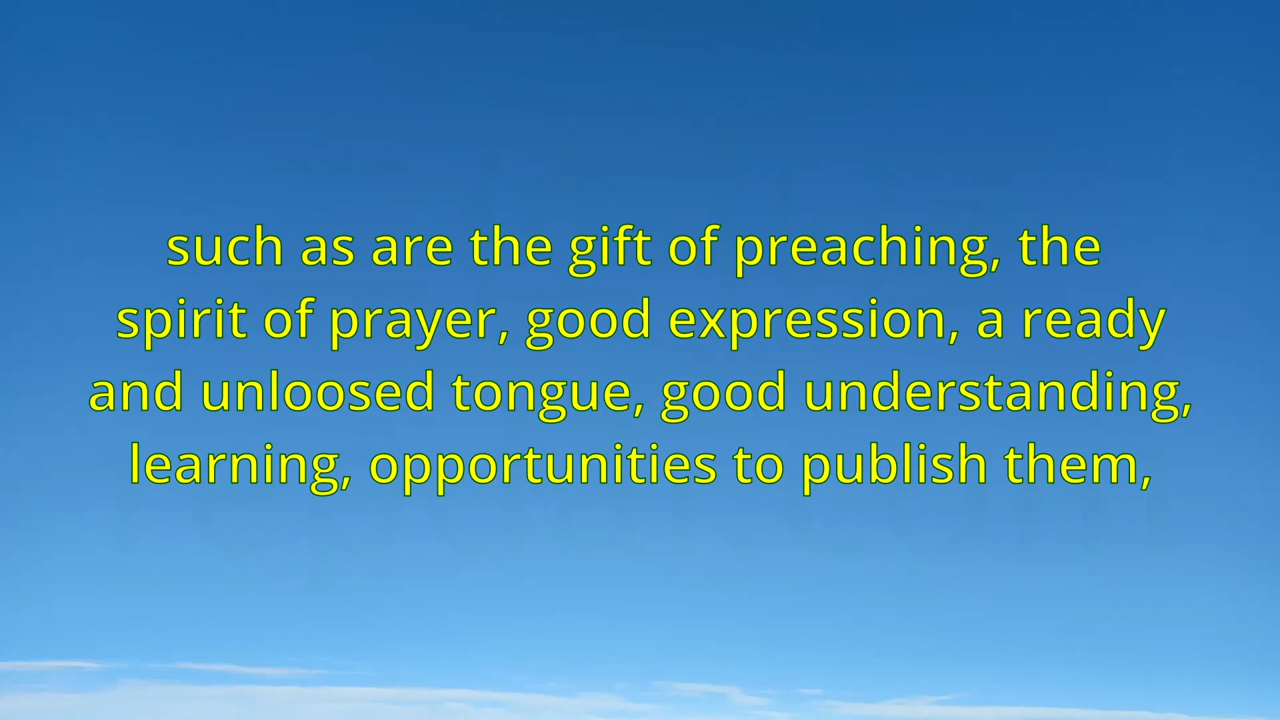 such as are the gift of preaching, the
spirit of prayer, good expression, a ready
and unloosed tongue, good understanding,
learning, opportunities to publish them,